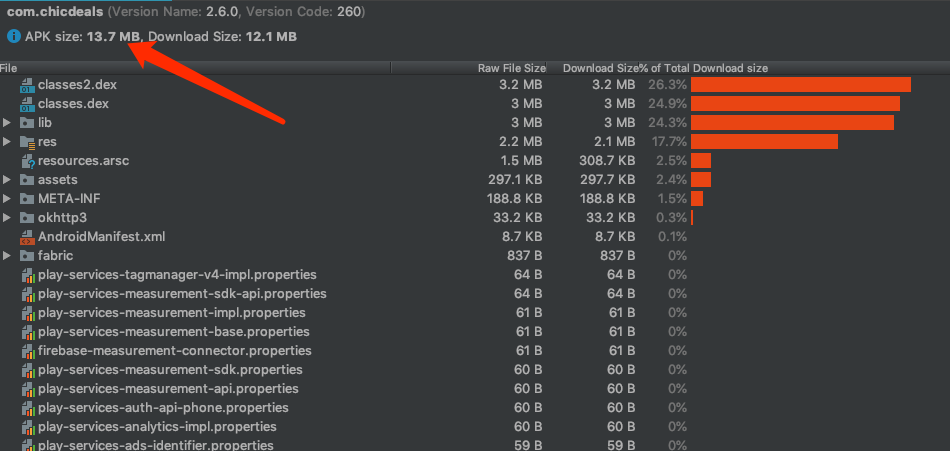 com.chicdeals (Version Name: 2.6.0, Version Code: 260)
APK size: 13.7 MB, Download Size: 12.1 MB
File Raw File Size Download Size % of Total Download size
classes2.dex 3.2 MB 3.2 MB 26.3%
classes.dex 3 MB 3 MB 24.9%
lib 3 MB 3 MB 24.3%
res 2.2 MB 2.1 MB 17.7%
resources.arsc 1.5 MB 308.7 KB 2.5%
assets 297.1 KB 297.7 KB 2.4%
META-INF 188.8 KB 188.8 KB 1.5%
okhttp3 33.2 KB 33.2 KB 0.3%
AndroidManifest.xml 8.7 KB 8.7 KB 0.1%
fabric 837 B 837 B 0%
play-services-tagmanager-v4-impl.properties 64 B 64 B 0%
play-services-measurement-sdk-api.properties 64 B 64 B 0%
play-services-measurement-impl.properties 61 B 61 B 0%
play-services-measurement-base.properties 61 B 61 B 0%
firebase-measurement-connector.properties 61 B 61 B 0%
play-services-measurement-sdk.properties 60 B 60 B 0%
play-services-measurement-api.properties 60 B 60 B 0%
play-services-auth-api-phone.properties 60 B 60 B 0%
play-services-analytics-impl.properties 60 B 60 B 0%
play-services-ads-identifier.properties 59 B 59 B 0%